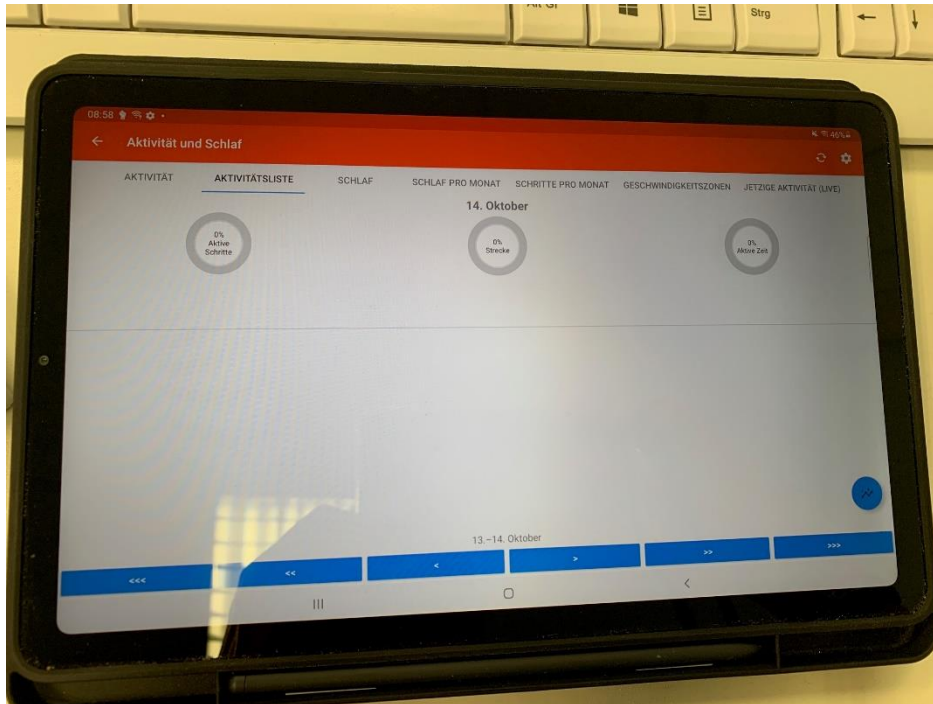 Alt Gr
Strg
08:58
46%
Aktivität und Schlaf
AKTIVITÄT AKTIVITÄTSLISTE SCHLAF SCHLAF PRO MONAT SCHRITTE PRO MONAT GESCHWINDIGKEITSZONEN JETZIGE AKTIVITÄT (LIVE)
14. Oktober
0%
Aktive
Schritte
0%
Strecke
0%
Aktive Zeit
13.–14. Oktober
<<< << < > >> >>>